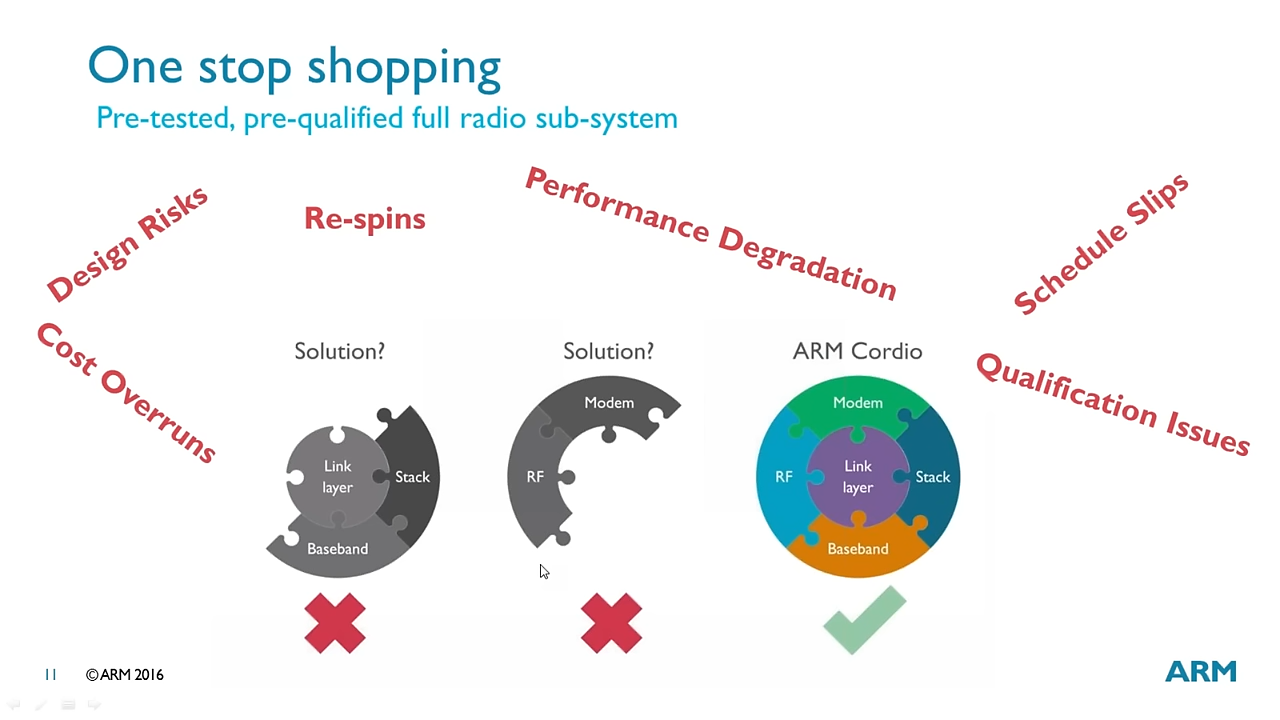 One stop shopping
Pre-tested, pre-qualified full radio sub-system
Design Risks
Re-spins
Performance Degradation
Schedule Slips
Cost Overruns
Qualification Issues
Solution?
Link
layer
Stack
Baseband
Solution?
Modem
RF
ARM Cordio
Modem
RF
Link
layer
Stack
Baseband
11 ©ARM 2016
ARM